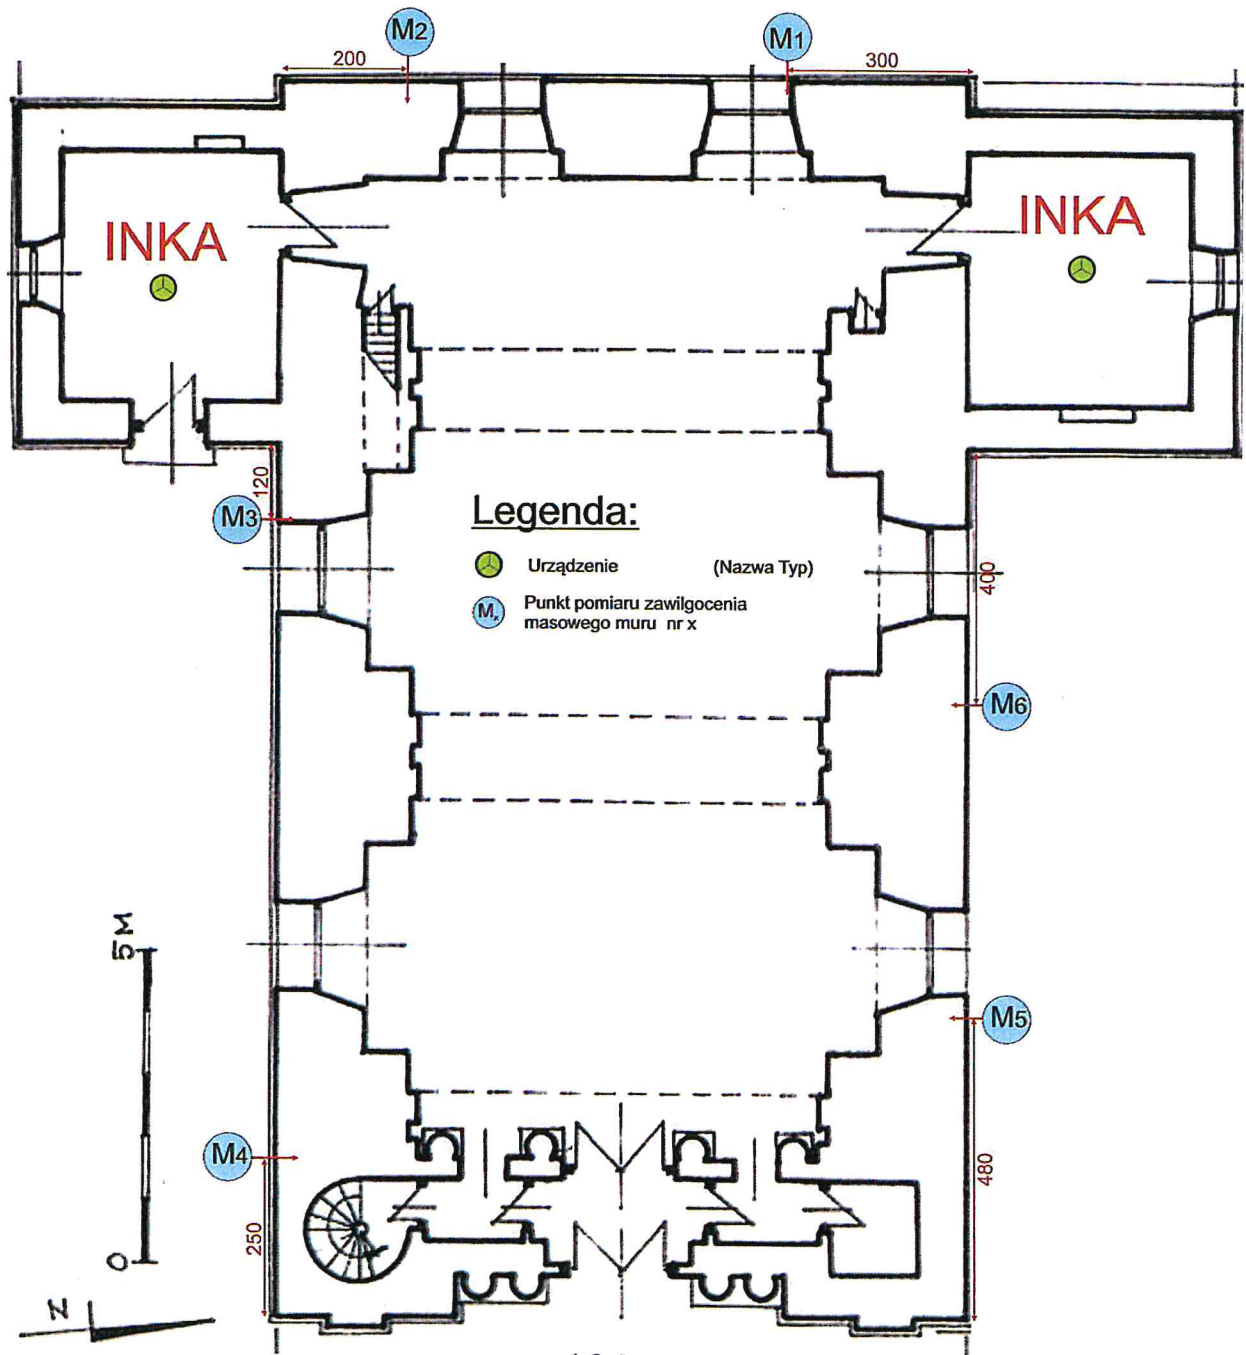 M2
M1
200
300
INKA
INKA
120
M3
Legenda:
Urządzenie (Nazwa Typ)
Mx Punkt pomiaru zawilgocenia
masowego muru nr x
400
M6
5M
M5
M4
480
250
0
N